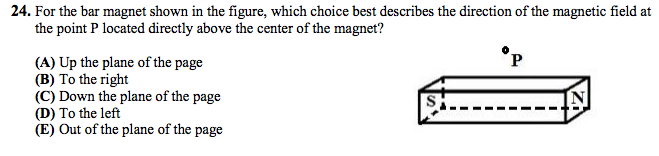 24. For the bar magnet shown in the figure, which choice best describes the direction of the magnetic field at
the point P located directly above the center of the magnet?
(A) Up the plane of the page
(B) To the right
(C) Down the plane of the page
(D) To the left
(E) Out of the plane of the page
P
S
N